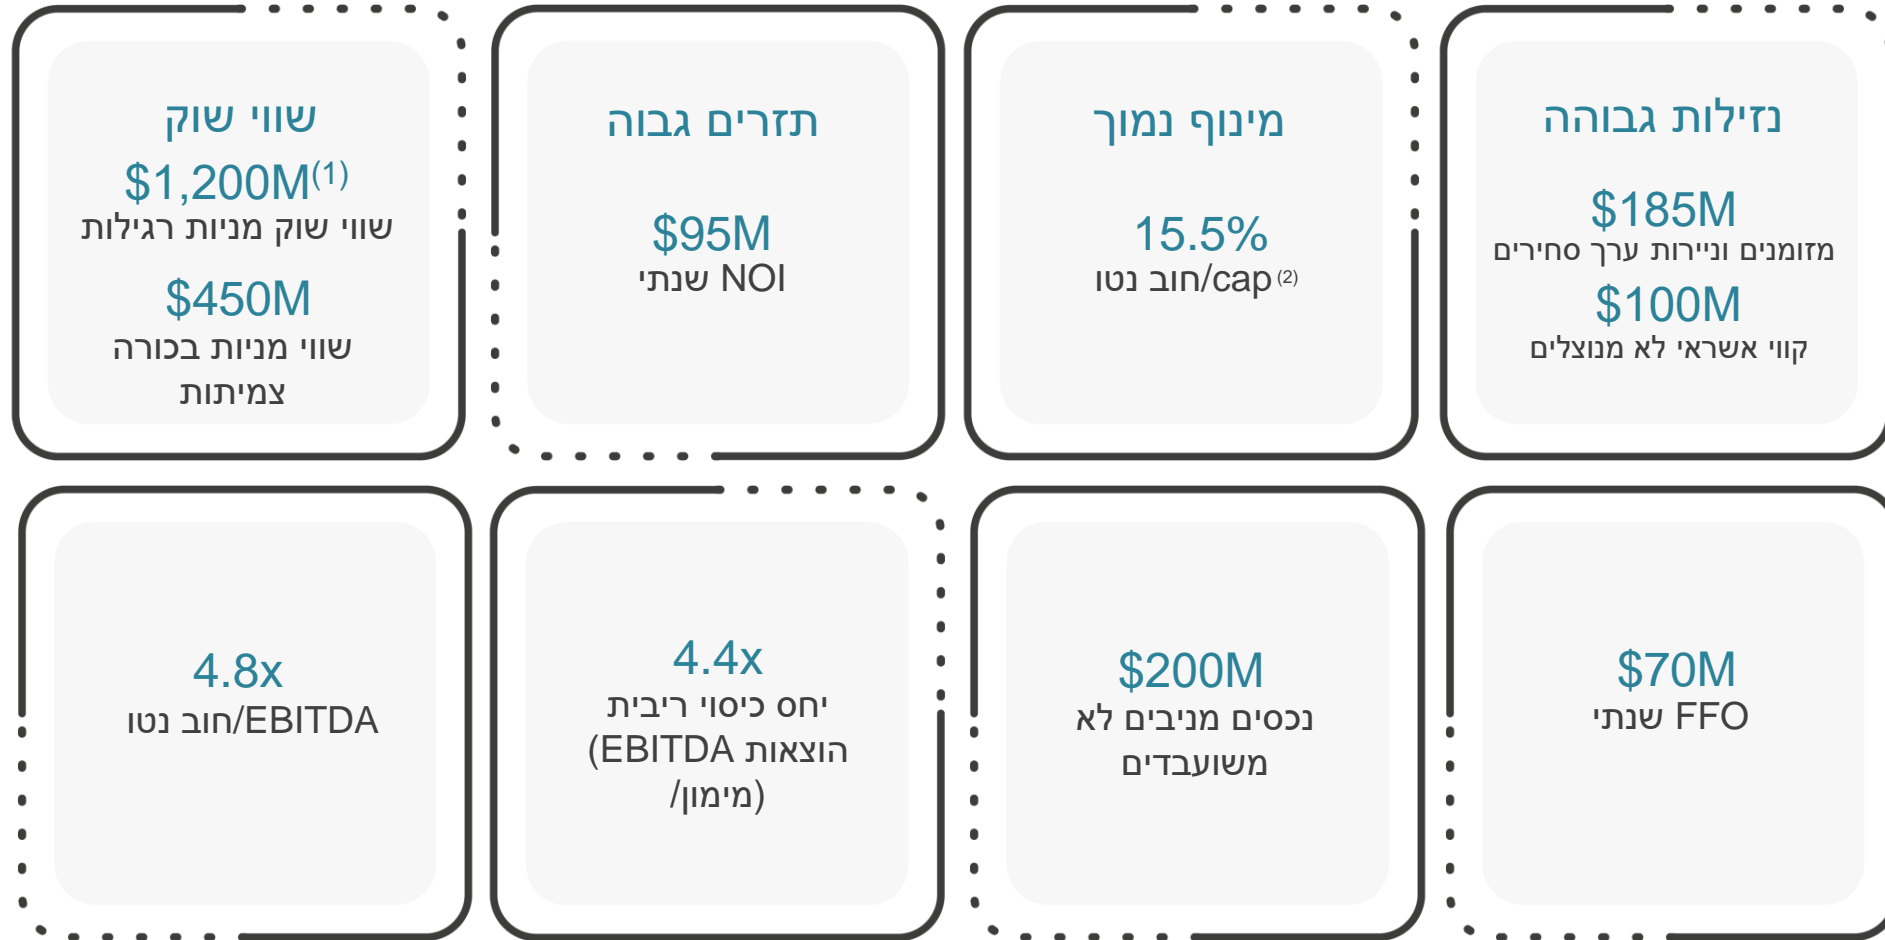 נזילות גבוהה
$185M
מזומנים וניירות ערך סחירים
$100M
קווי אשראי לא מנוצלים
מינוף נמוך
15.5%
חוב נטו/cap (2)
תזרים גבוה
$95M
NOI שנתי
שווי שוק
$1,200M(1)
שווי שוק מניות רגילות
$450M
שווי מניות בכורה
צמיתות
$70M
FFO שנתי
$200M
נכסים מניבים לא
משועבדים
4.4x
יחס כיסוי ריבית
(EBITDA הוצאות
מימון/)
4.8x
חוב נטו/EBITDA